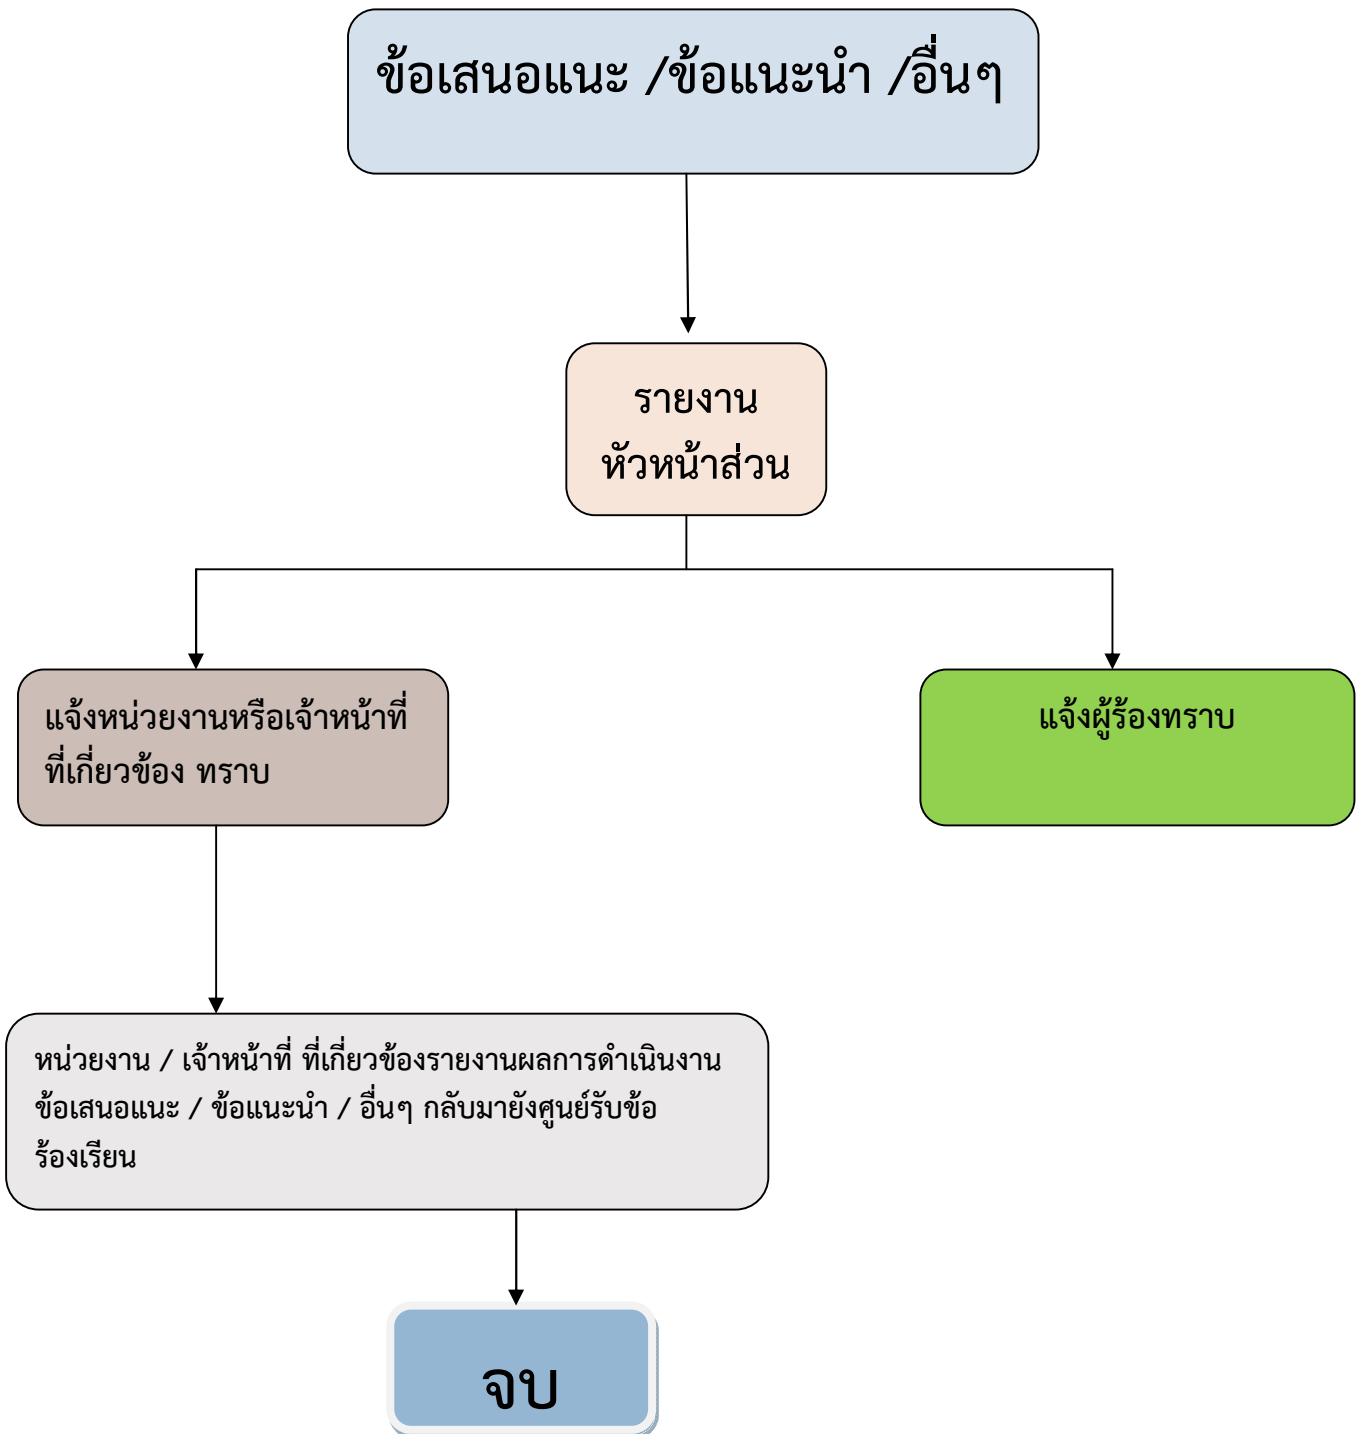 ข้อเสนอแนะ /ข้อแนะนำ /อื่นๆ
รายงาน
หัวหน้าส่วน
แจ้งหน่วยงานหรือเจ้าหน้าที่
ที่เกี่ยวข้อง ทราบ
แจ้งผู้ร้องทราบ
หน่วยงาน / เจ้าหน้าที่ ที่เกี่ยวข้องรายงานผลการดำเนินงาน
ข้อเสนอแนะ / ข้อแนะนำ / อื่นๆ กลับมายังศูนย์รับข้อ
ร้องเรียน
จบ